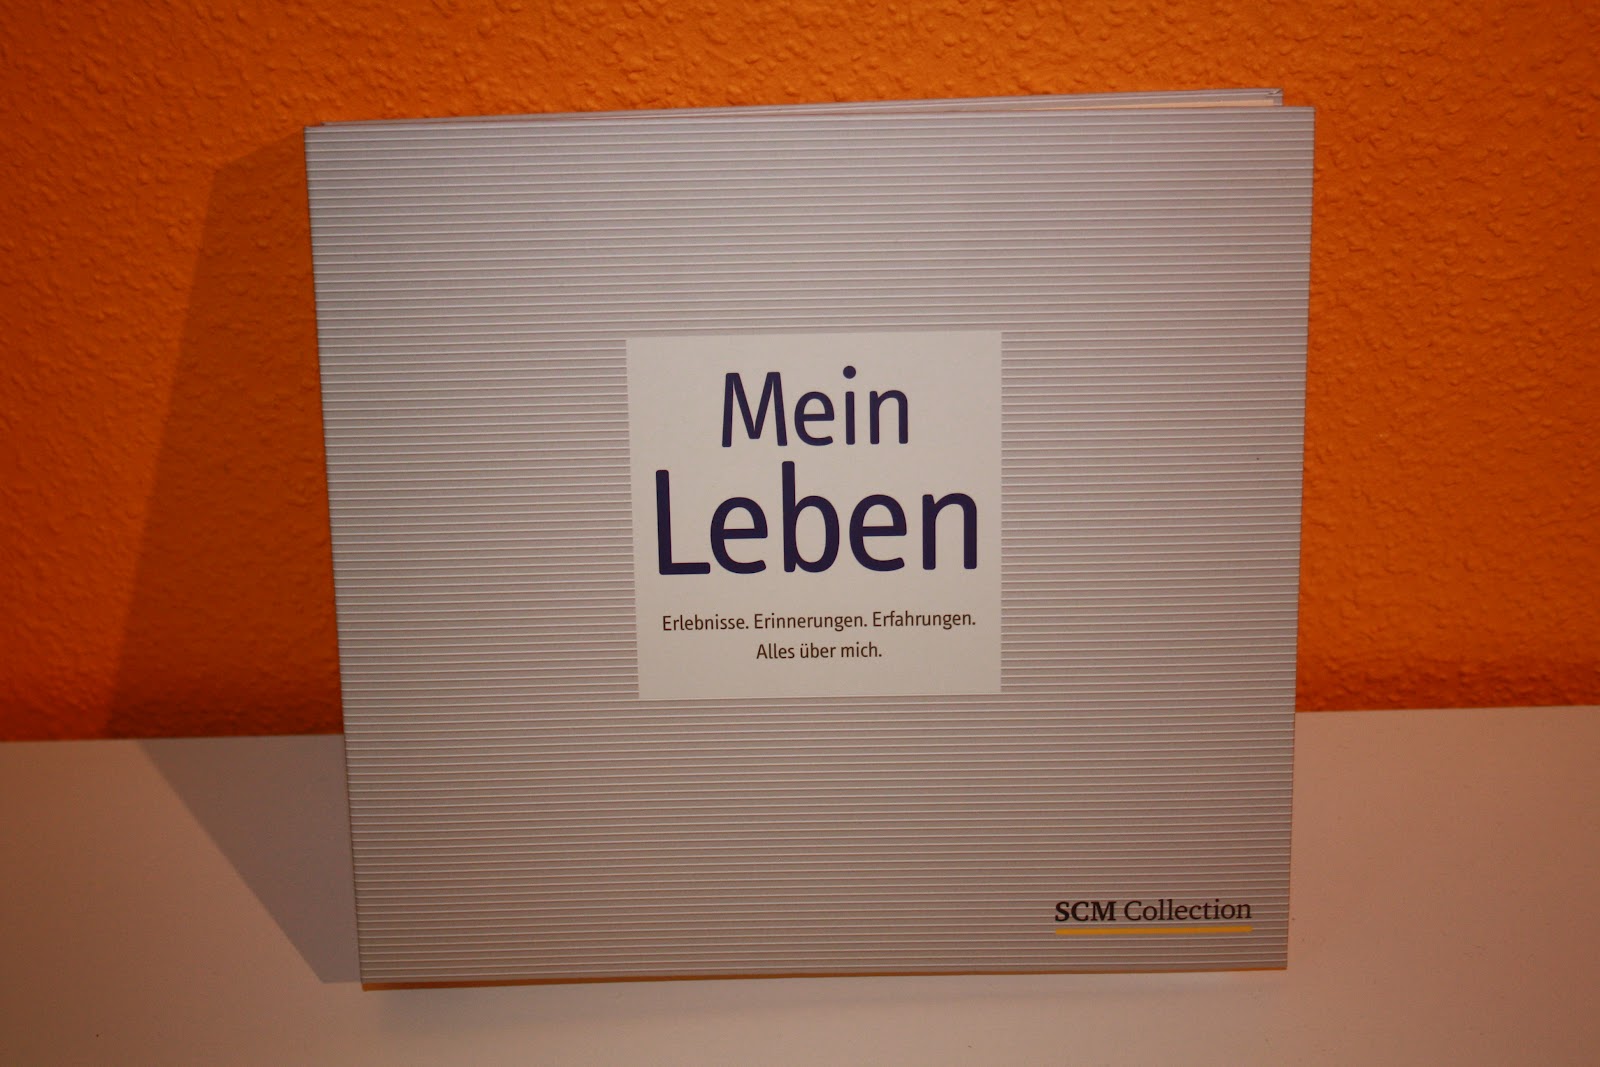 Mein
Leben
Erlebnisse. Erinnerungen. Erfahrungen.
Alles über mich.
SCM Collection